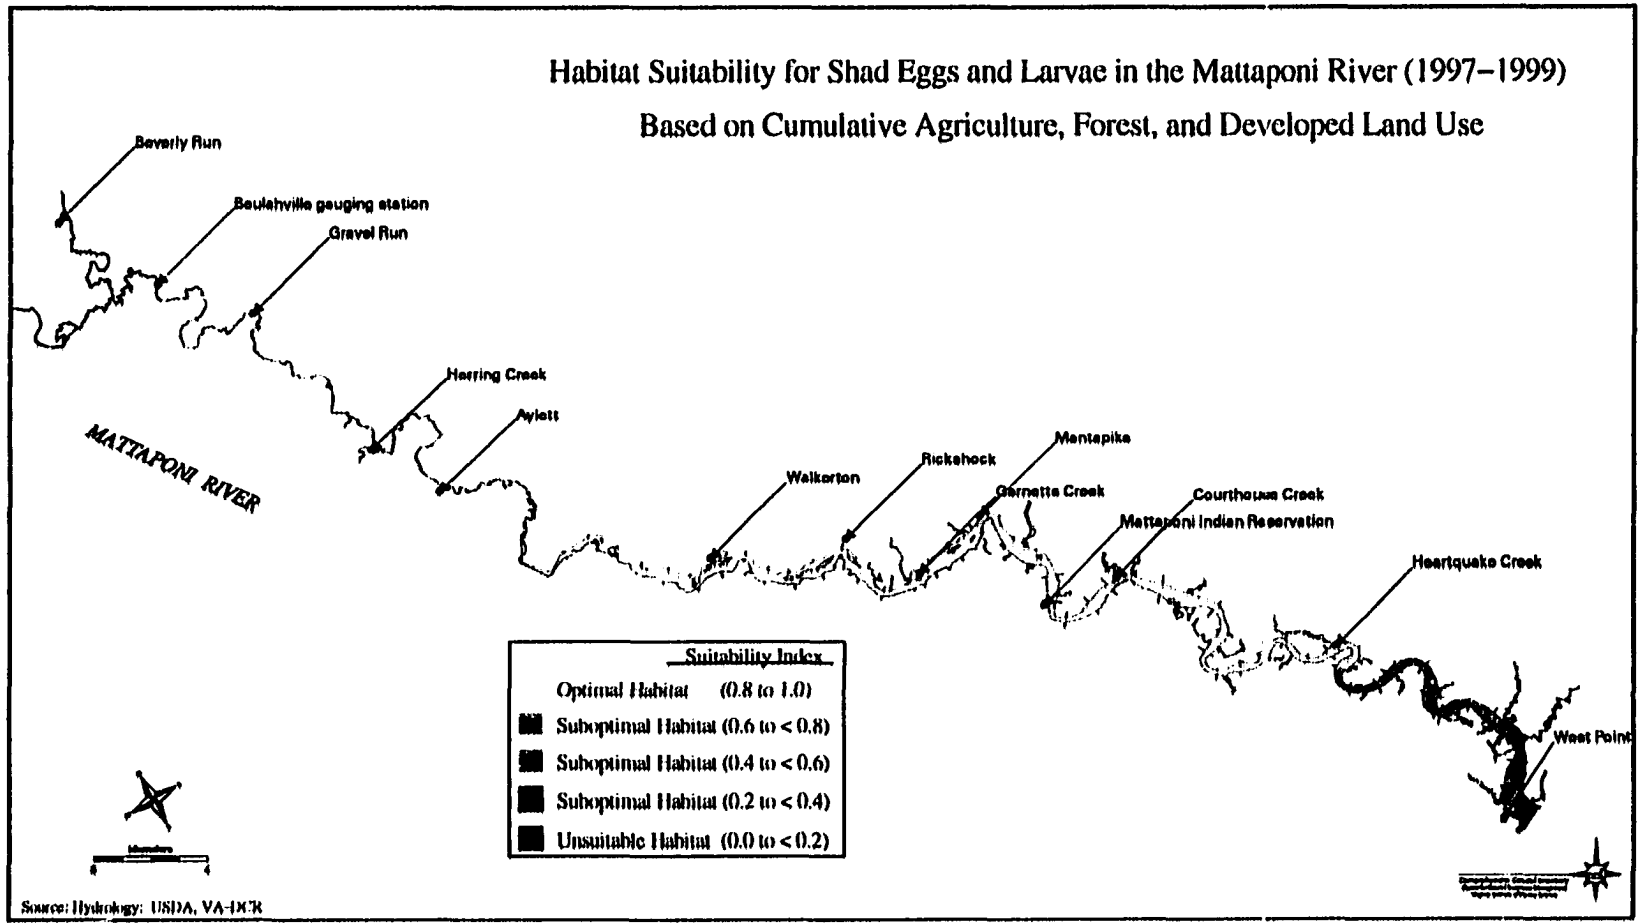 Habitat Suitability for Shad Eggs and Larvae in the Mattaponi River (1997–1999)
Based on Cumulative Agriculture, Forest, and Developed Land Use
Beverly Run
Beulahville gauging station
Gravel Run
Herring Creek
Aylett
MATTAPONI RIVER
Walkerton
Rickahock
Mantapike
Garnetts Creek
Courthouse Creek
Mattaponi Indian Reservation
Heartquake Creek
West Point
Suitability Index
Optimal Habitat (0.8 to 1.0)
Suboptimal Habitat (0.6 to < 0.8)
Suboptimal Habitat (0.4 to < 0.6)
Suboptimal Habitat (0.2 to < 0.4)
Unsuitable Habitat (0.0 to < 0.2)
Kilometers
0 4
Source: Hydrology: USDA, VA-DCR